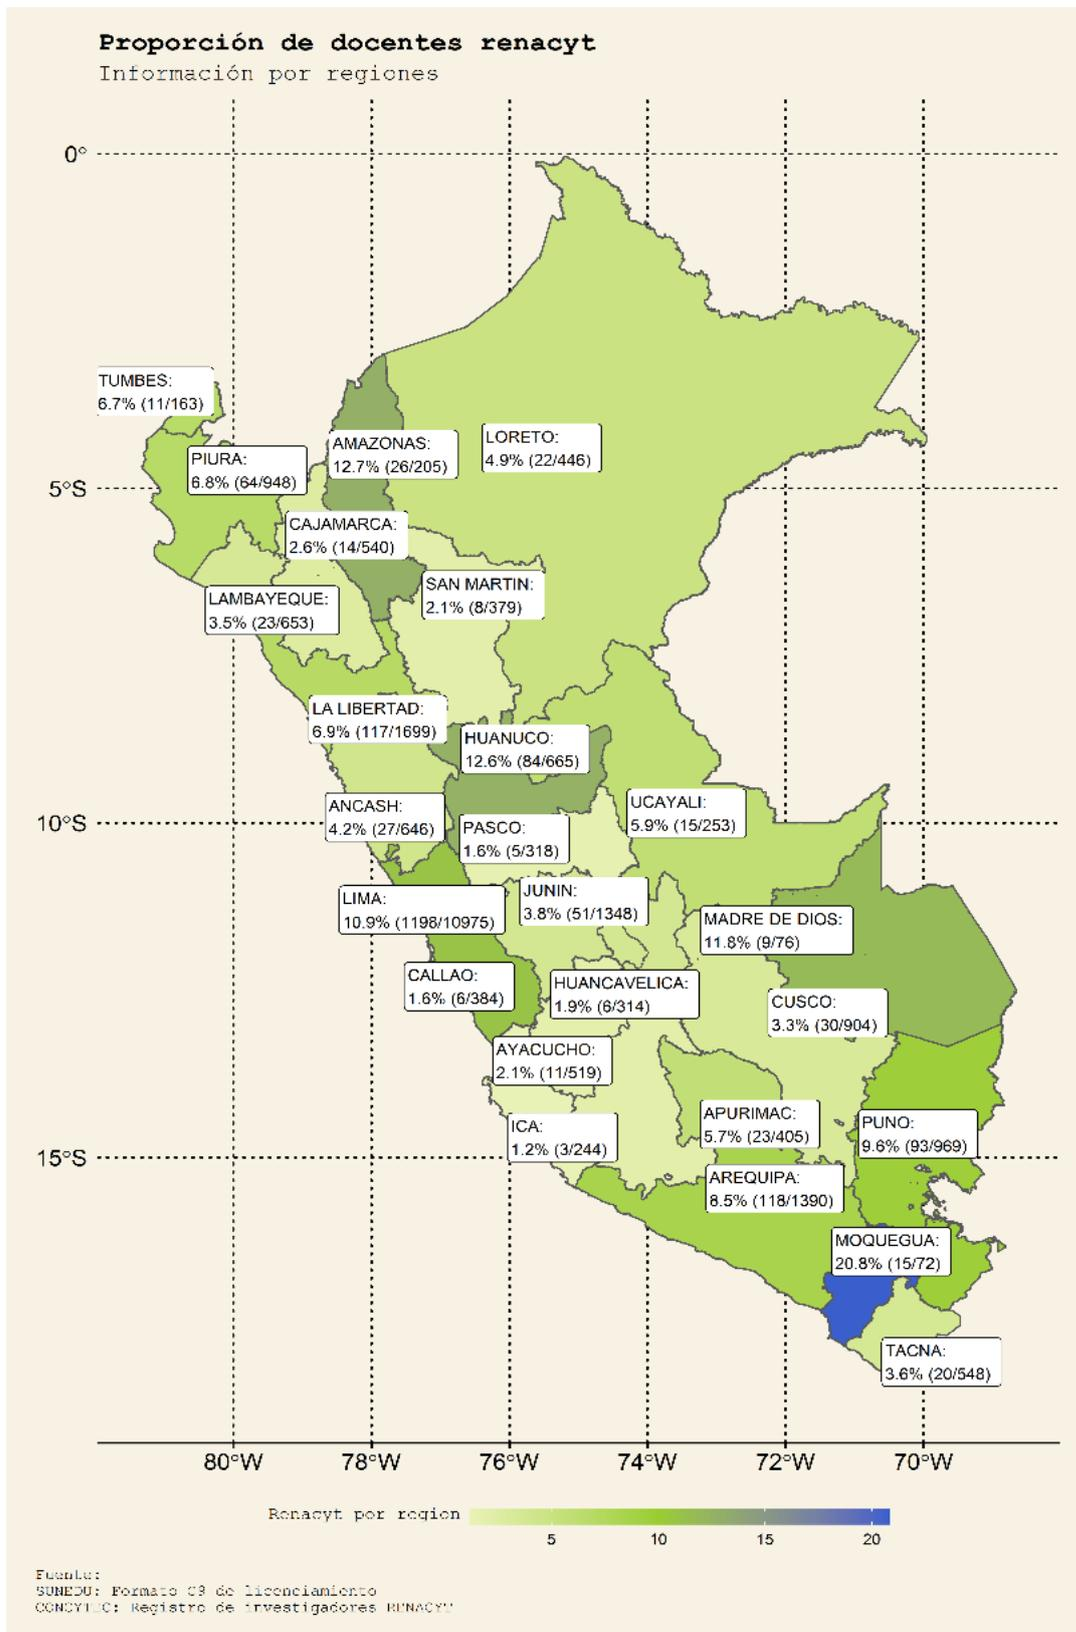 Proporción de docentes renacyt
Información por regiones
0°
5°S
10°S
15°S
TUMBES:
6.7% (11/163)
PIURA:
6.8% (64/948)
AMAZONAS:
12.7% (26/205)
LORETO:
4.9% (22/446)
CAJAMARCA:
2.6% (14/540)
SAN MARTIN:
2.1% (8/379)
LAMBAYEQUE:
3.5% (23/653)
LA LIBERTAD:
6.9% (117/1699)
HUANUCO:
12.6% (84/665)
ANCASH:
4.2% (27/646)
UCAYALI:
5.9% (15/253)
PASCO:
1.6% (5/318)
LIMA:
10.9% (1198/10975)
JUNIN:
3.8% (51/1348)
MADRE DE DIOS:
11.8% (9/76)
CALLAO:
1.6% (6/384)
HUANCAVELICA:
1.9% (6/314)
CUSCO:
3.3% (30/904)
AYACUCHO:
2.1% (11/519)
ICA:
1.2% (3/244)
APURIMAC:
5.7% (23/405)
PUNO:
9.6% (93/969)
AREQUIPA:
8.5% (118/1390)
MOQUEGUA:
20.8% (15/72)
TACNA:
3.6% (20/548)
80°W 78°W 76°W 74°W 72°W 70°W
Renacyt por region
5 10 15 20
Fuente:
SUNEDU: Formato C9 de licenciamiento
CONCYTEC: Registro de investigadores RENACYT